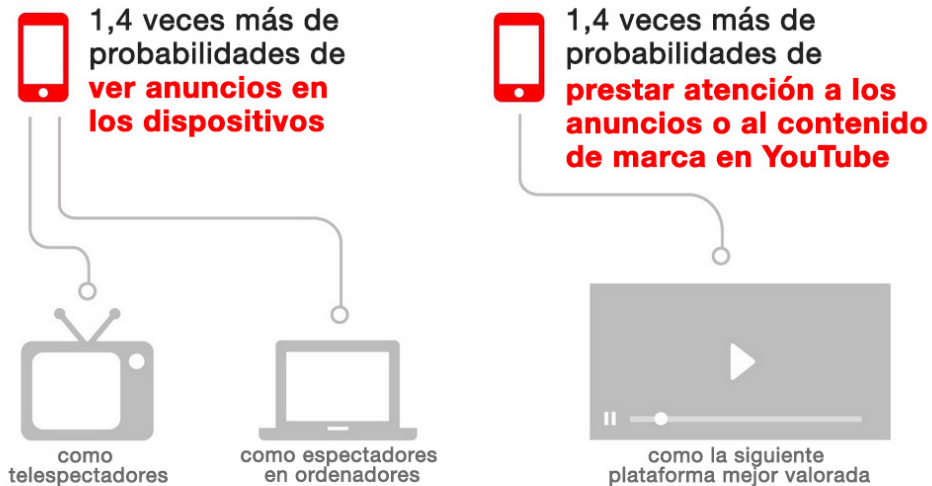 1,4 veces más de
probabilidades de
ver anuncios en
los dispositivos
como
telespectadores
como espectadores
en ordenadores
1,4 veces más de
probabilidades de
prestar atención a los
anuncios o al contenido
de marca en YouTube
como la siguiente
plataforma mejor valorada